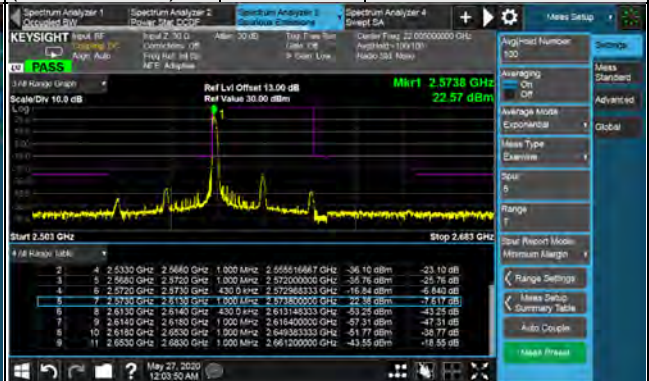 Spectrum Analyzer 1
Occupied BW
Spectrum Analyzer 2
Power Stat CCDF
Spectrum Analyzer 3
Spurious Emissions
Spectrum Analyzer 4
Swept SA
Meas Setup
KEYSIGHT
Input: RF
Coupling: DC
Align: Auto
Input Z: 50 Ω
Corrections: Off
Freq Ref: Int (S)
NFE: Adaptive
Atten: 30 dB
Trig: Free Run
Gate: Off
IF Gain: Low
Center Freq: 22.005000000 GHz
Avg|Hold:>100/100
Radio Std: None
PASS
3 All Range Graph
Scale/Div 10.0 dB
Log
Ref Lvl Offset 13.00 dB
Ref Value 30.00 dBm
Mkr1 2.5738 GHz
22.57 dBm
1
Start 2.503 GHz
Stop 2.683 GHz
4 All Range Table
2 4 2.5330 GHz 2.5660 GHz 1.000 MHz 2.555516667 GHz -36.10 dBm -23.10 dB
3 5 2.5680 GHz 2.5720 GHz 1.000 MHz 2.572000000 GHz -35.76 dBm -25.76 dB
4 6 2.5720 GHz 2.5730 GHz 430.0 kHz 2.572968333 GHz -16.84 dBm -6.840 dB
5 7 2.5730 GHz 2.6130 GHz 1.000 MHz 2.573800000 GHz 22.38 dBm -7.617 dB
6 8 2.6130 GHz 2.6140 GHz 430.0 kHz 2.613148333 GHz -53.25 dBm -43.25 dB
7 9 2.6140 GHz 2.6180 GHz 1.000 MHz 2.616400000 GHz -57.31 dBm -47.31 dB
8 10 2.6180 GHz 2.6530 GHz 1.000 MHz 2.649383333 GHz -51.77 dBm -38.77 dB
9 11 2.6530 GHz 2.6830 GHz 1.000 MHz 2.661200000 GHz -43.55 dBm -18.55 dB
May 27, 2020
12:03:50 AM
Avg|Hold Number
100
Averaging
On
Off
Average Mode
Exponential
Meas Type
Examine
Spur
5
Range
7
Spur Report Mode
Minimum Margin
Range Settings
Meas Setup
Summary Table
Auto Couple
Meas Preset
Settings
Meas
Standard
Advanced
Global